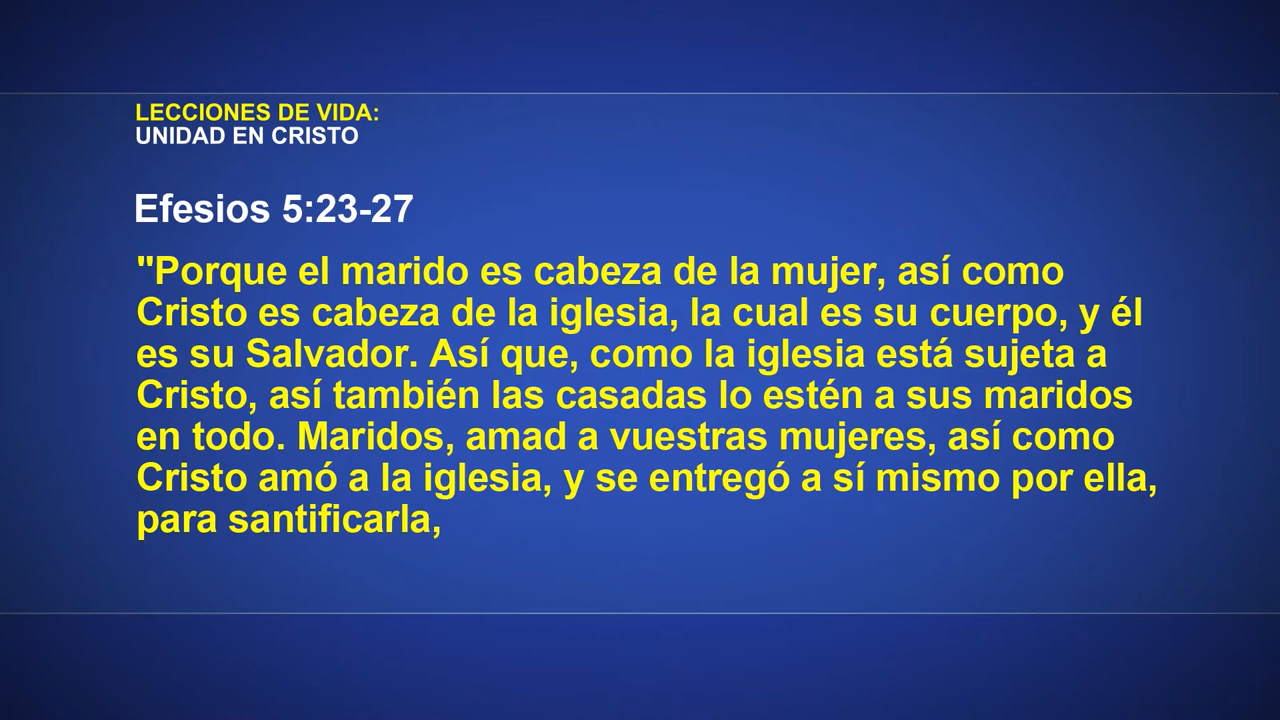 LECCIONES DE VIDA:
UNIDAD EN CRISTO
Efesios 5:23-27
"Porque el marido es cabeza de la mujer, así como
Cristo es cabeza de la iglesia, la cual es su cuerpo, y él
es su Salvador. Así que, como la iglesia está sujeta a
Cristo, así también las casadas lo estén a sus maridos
en todo. Maridos, amad a vuestras mujeres, así como
Cristo amó a la iglesia, y se entregó a sí mismo por ella,
para santificarla,